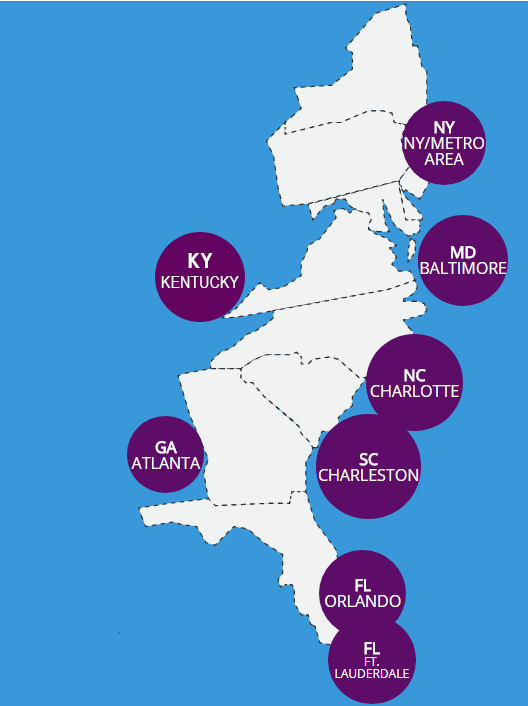 NY
NY/METRO
AREA
MD
BALTIMORE
KY
KENTUCKY
NC
CHARLOTTE
GA
ATLANTA
SC
CHARLESTON
FL
ORLANDO
FL
FT.
LAUDERDALE